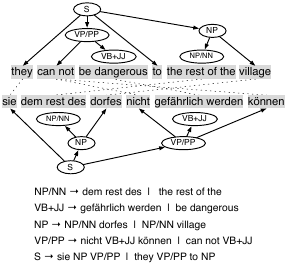 S
VP/PP NP
VB+JJ NP/NN
they can not be dangerous to the rest of the village
sie dem rest des dorfes nicht gefährlich werden können
NP/NN VB+JJ
NP VP/PP
S
NP/NN → dem rest des | the rest of the
VB+JJ → gefährlich werden | be dangerous
NP → NP/NN dorfes | NP/NN village
VP/PP → nicht VB+JJ können | can not VB+JJ
S → sie NP VP/PP | they VP/PP to NP